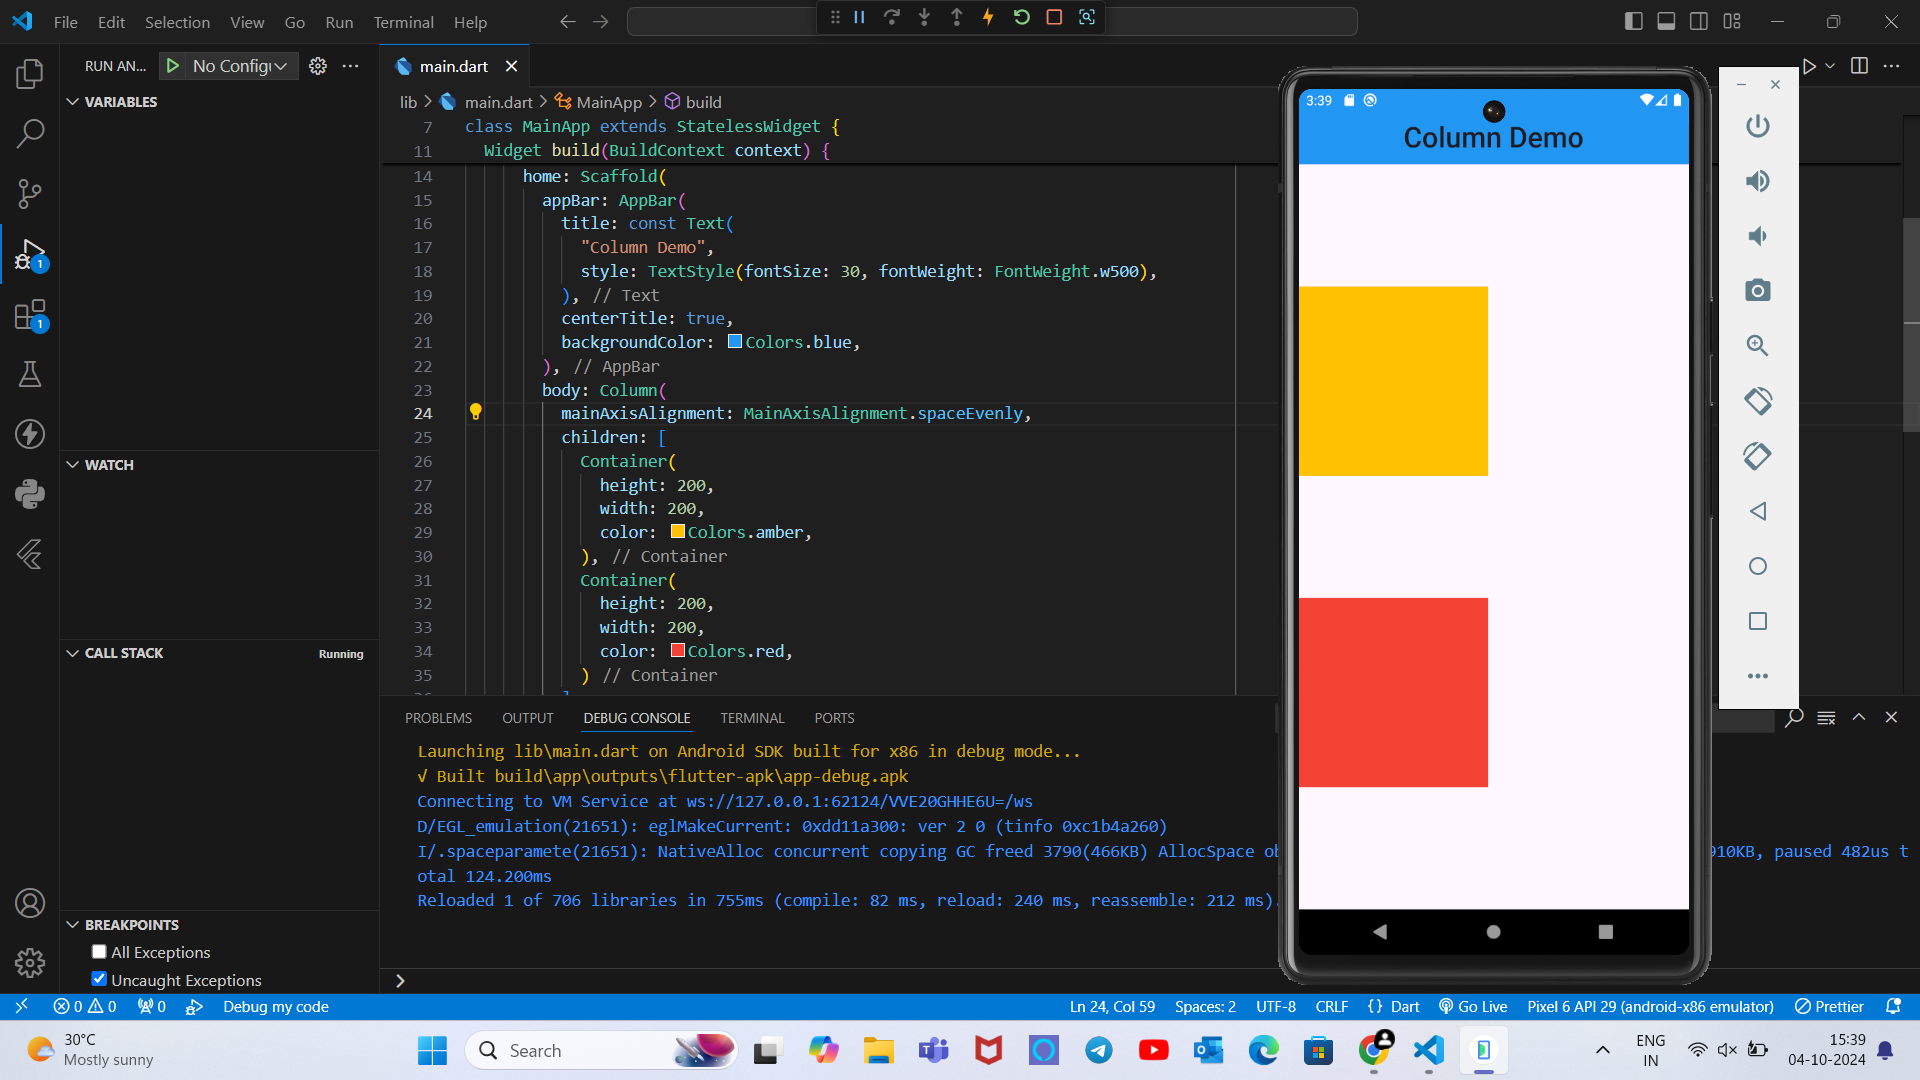 File Edit Selection View Go Run Terminal Help
RUN AN... No Config
main.dart
VARIABLES
lib > main.dart > MainApp > build
7 class MainApp extends StatelessWidget {
11 Widget build(BuildContext context) {
14 home: Scaffold(
15 appBar: AppBar(
16 title: const Text(
17 "Column Demo",
18 style: TextStyle(fontSize: 30, fontWeight: FontWeight.w500),
19 ), // Text
20 centerTitle: true,
21 backgroundColor: Colors.blue,
22 ), // AppBar
23 body: Column(
24 mainAxisAlignment: MainAxisAlignment.spaceEvenly,
25 children: [
26 Container(
27 height: 200,
28 width: 200,
29 color: Colors.amber,
30 ), // Container
31 Container(
32 height: 200,
33 width: 200,
34 color: Colors.red,
35 ) // Container
3:39
Column Demo
WATCH
CALL STACK Running
BREAKPOINTS
All Exceptions
Uncaught Exceptions
1
1
PROBLEMS OUTPUT DEBUG CONSOLE TERMINAL PORTS
Launching lib\main.dart on Android SDK built for x86 in debug mode...
√ Built build\app\outputs\flutter-apk\app-debug.apk
Connecting to VM Service at ws://127.0.0.1:62124/VVE20GHHE6U=/ws
D/EGL_emulation(21651): eglMakeCurrent: 0xdd11a300: ver 2 0 (tinfo 0xc1b4a260)
I/.spaceparamete(21651): NativeAlloc concurrent copying GC freed 3790(466KB) AllocSpace ob 910KB, paused 482us t
otal 124.200ms
Reloaded 1 of 706 libraries in 755ms (compile: 82 ms, reload: 240 ms, reassemble: 212 ms).
0 0 0 Debug my code Ln 24, Col 59 Spaces: 2 UTF-8 CRLF {} Dart Go Live Pixel 6 API 29 (android-x86 emulator) Prettier
30°C
Mostly sunny
Search
ENG
IN
15:39
04-10-2024